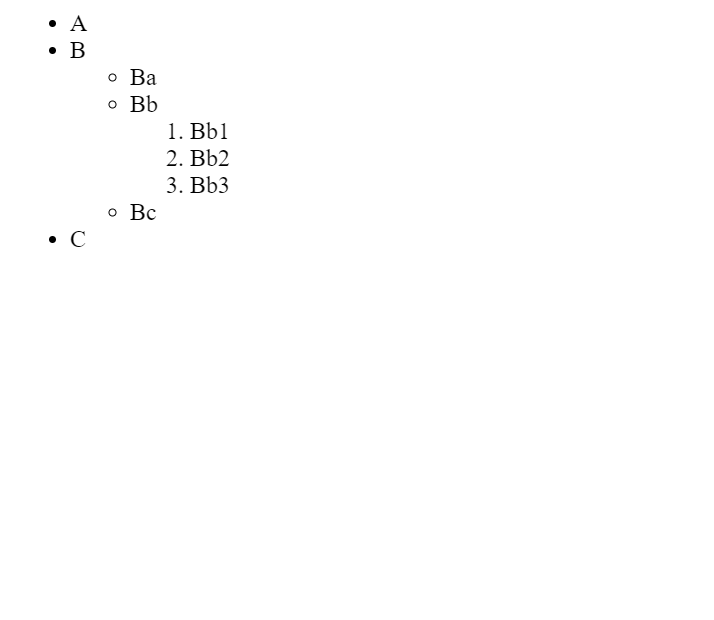 • A
• B
◦ Ba
◦ Bb
1. Bb1
2. Bb2
3. Bb3
◦ Bc
• C